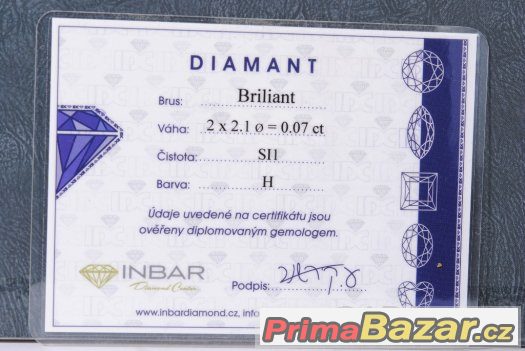 DIAMANT
Brus: Briliant
Váha: 2 x 2.1 ø = 0.07 ct
Čistota: SI1
Barva: H
Údaje uvedené na certifikátu jsou
ověřeny diplomovaným gemologem.
INBAR
Diamond Center
Podpis:
www.inbardiamond.cz, info
PrimaBazar.cz